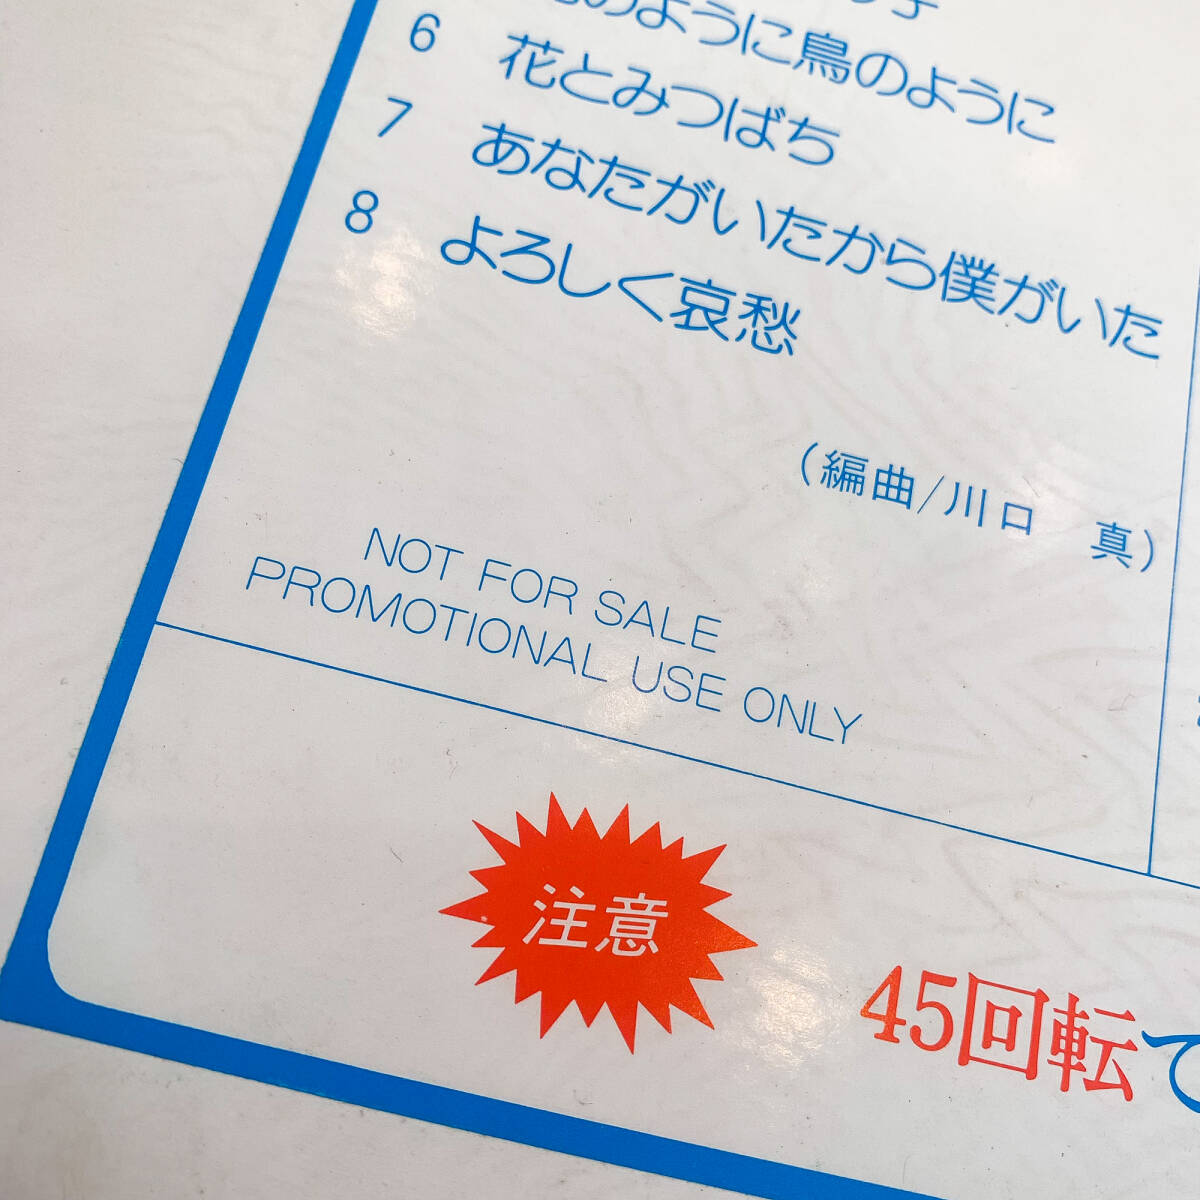 のように鳥のように
6 花とみつばち
7 あなたがいたから僕がいた
8 よろしく哀愁
(編曲/川口 真)
NOT FOR SALE
PROMOTIONAL USE ONLY
注意
45回転で